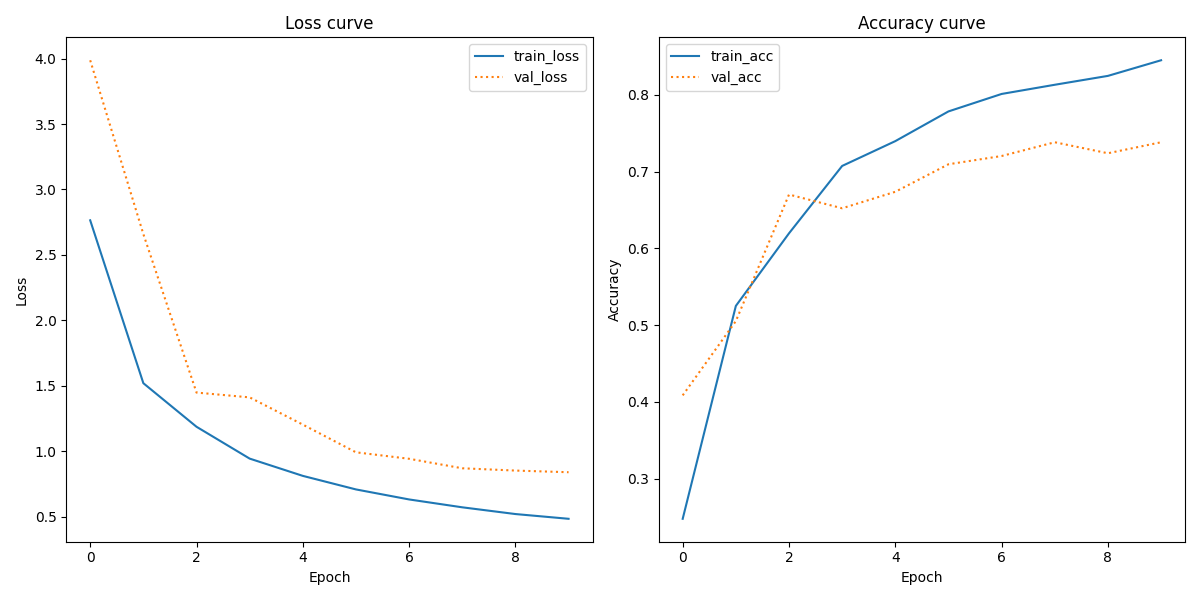 Loss curve
train_loss
val_loss
4.0
3.5
3.0
2.5
2.0
1.5
1.0
0.5
Loss
0 2 4 6 8
Epoch
Accuracy curve
train_acc
val_acc
0.8
0.7
0.6
0.5
0.4
0.3
Accuracy
0 2 4 6 8
Epoch